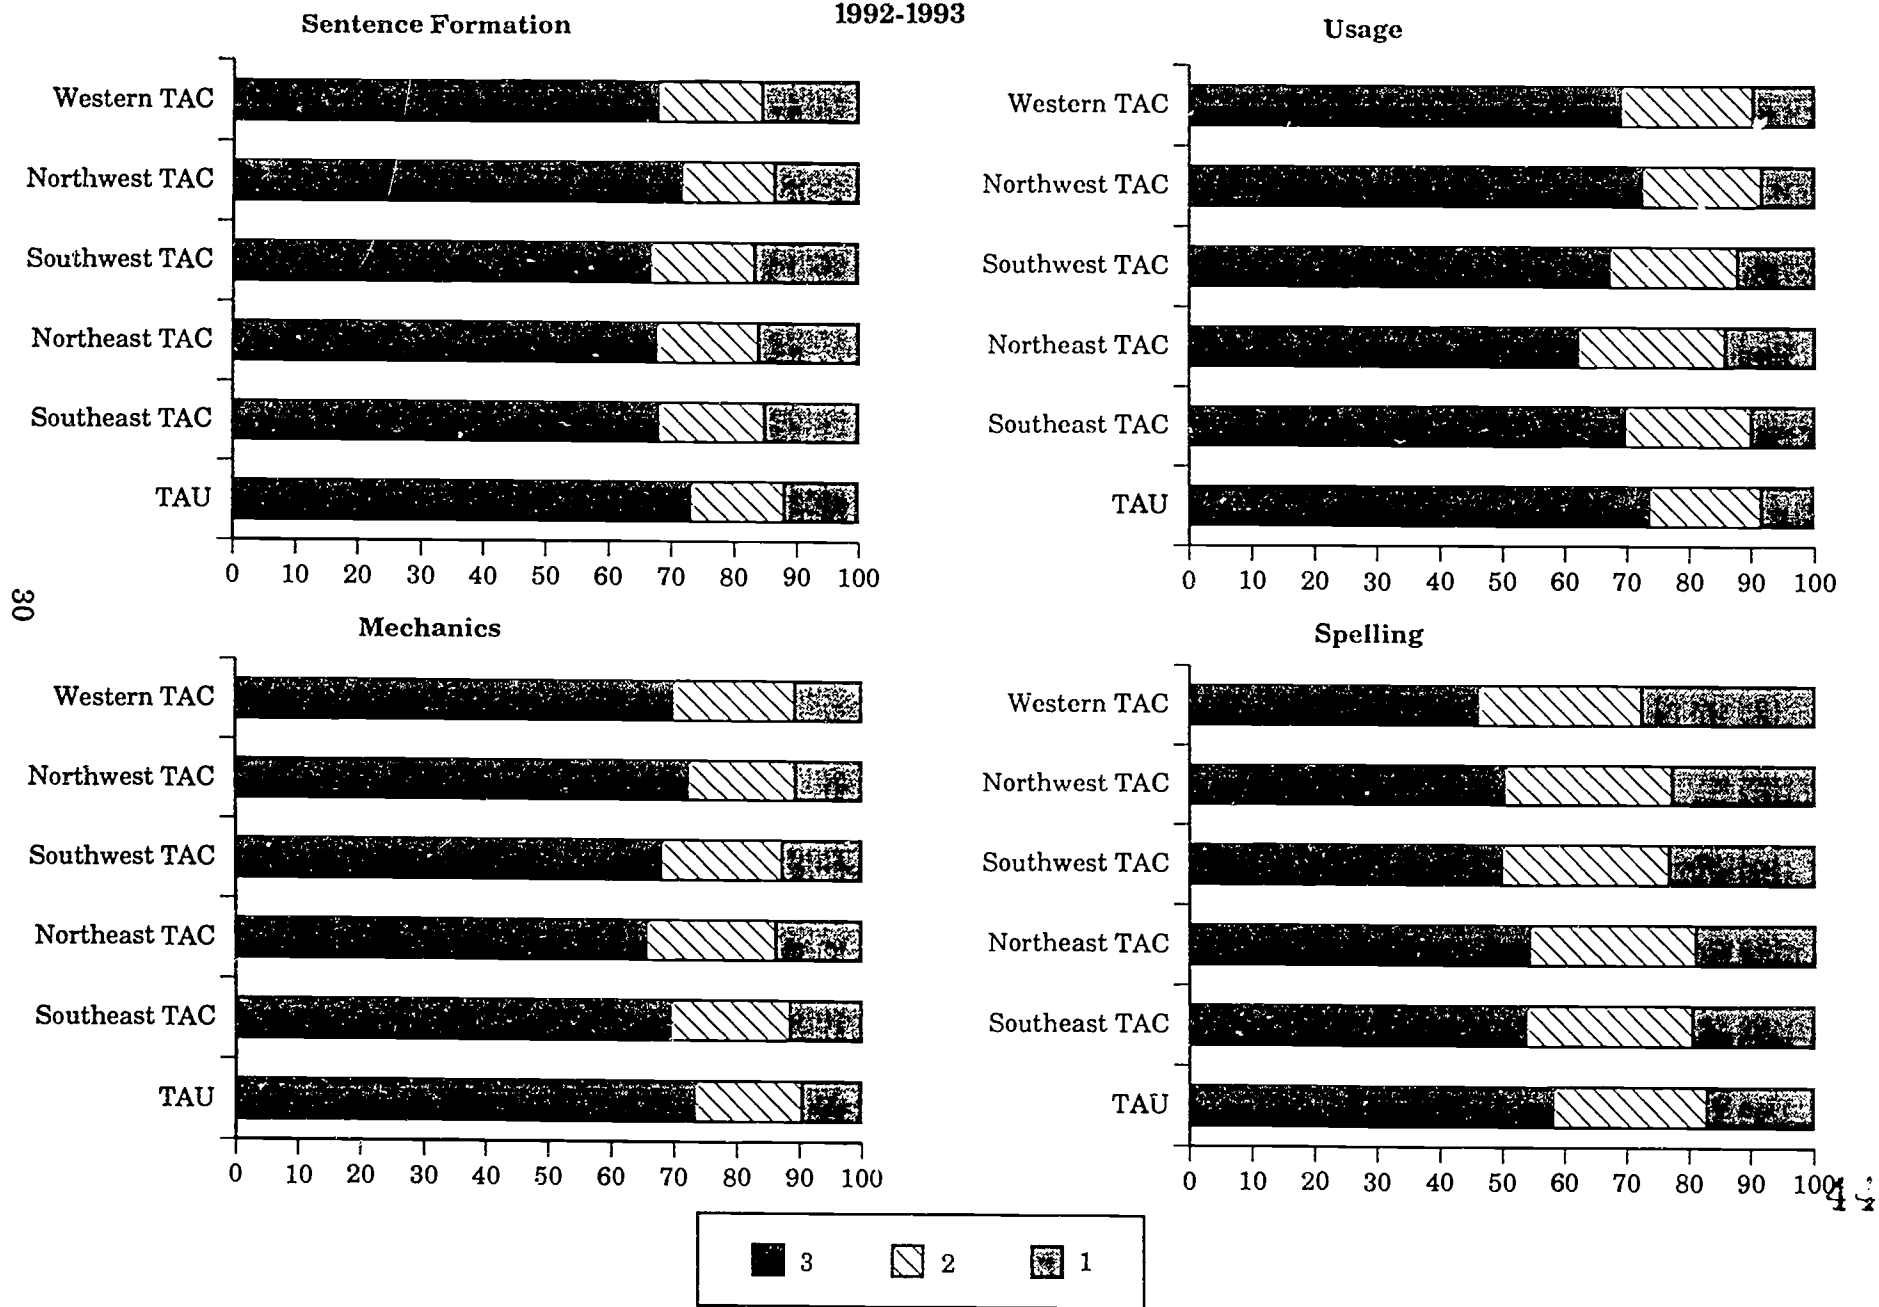 1992-1993
Sentence Formation
Western TAC
Northwest TAC
Southwest TAC
Northeast TAC
Southeast TAC
TAU
0 10 20 30 40 50 60 70 80 90 100
Usage
Western TAC
Northwest TAC
Southwest TAC
Northeast TAC
Southeast TAC
TAU
0 10 20 30 40 50 60 70 80 90 100
30
Mechanics
Western TAC
Northwest TAC
Southwest TAC
Northeast TAC
Southeast TAC
TAU
0 10 20 30 40 50 60 70 80 90 100
Spelling
Western TAC
Northwest TAC
Southwest TAC
Northeast TAC
Southeast TAC
TAU
0 10 20 30 40 50 60 70 80 90 100
3 2 1